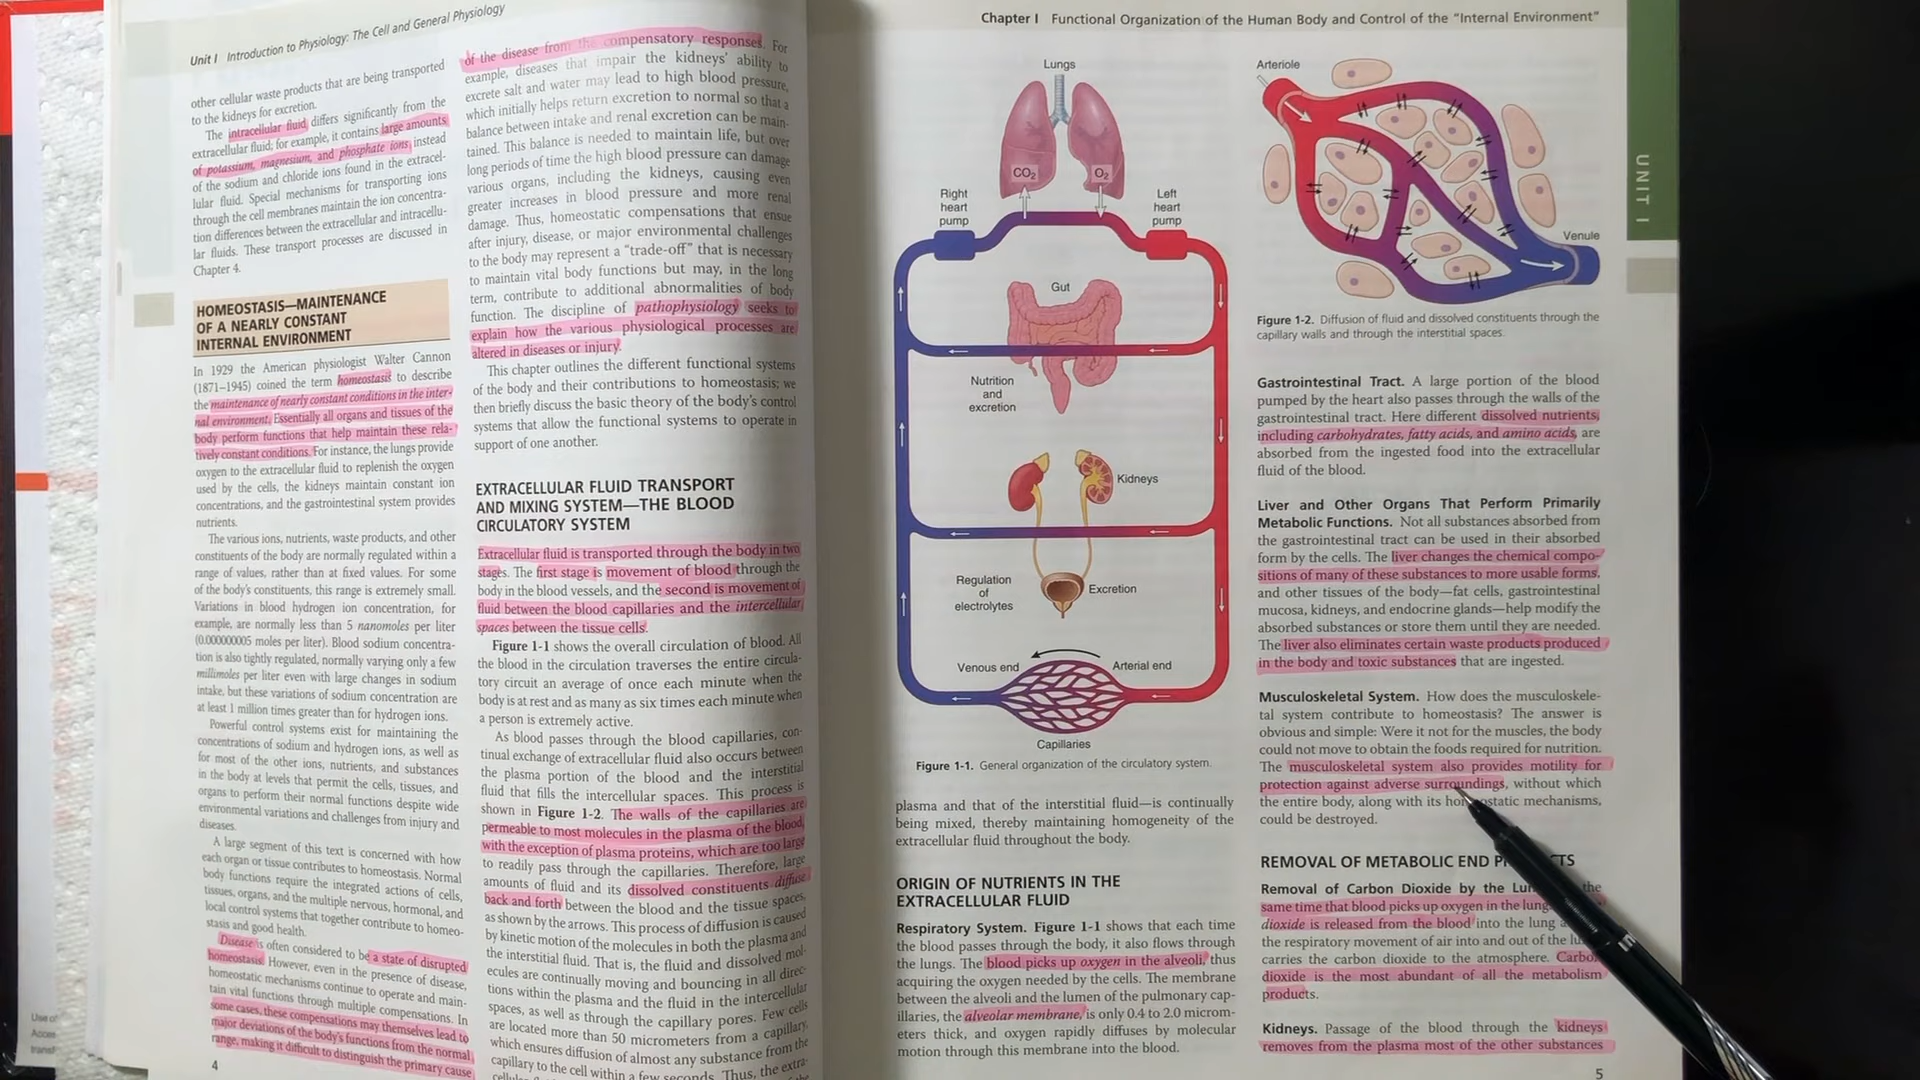 Unit I Introduction to Physiology: The Cell and General Physiology
other cellular waste products that are being transported
to the kidneys for excretion.
The intracellular fluid differs significantly from the
extracellular fluid; for example, it contains large amounts
of potassium, magnesium, and phosphate ions instead
of the sodium and chloride ions found in the extracel-
lular fluid. Special mechanisms for transporting ions
through the cell membranes maintain the ion concentra-
tion differences between the extracellular and intracellu-
lar fluids. These transport processes are discussed in
Chapter 4.
HOMEOSTASIS—MAINTENANCE
OF A NEARLY CONSTANT
INTERNAL ENVIRONMENT
In 1929 the American physiologist Walter Cannon
(1871–1945) coined the term homeostasis to describe
the maintenance of nearly constant conditions in the inter-
nal environment. Essentially all organs and tissues of the
body perform functions that help maintain these rela-
tively constant conditions. For instance, the lungs provide
oxygen to the extracellular fluid to replenish the oxygen
used by the cells, the kidneys maintain constant ion
concentrations, and the gastrointestinal system provides
nutrients.
The various ions, nutrients, waste products, and other
constituents of the body are normally regulated within a
range of values, rather than at fixed values. For some
of the body's constituents, this range is extremely small.
Variations in blood hydrogen ion concentration, for
example, are normally less than 5 nanomoles per liter
(0.000000005 moles per liter). Blood sodium concentra-
tion is also tightly regulated, normally varying only a few
millimoles per liter even with large changes in sodium
intake, but these variations of sodium concentration are
at least 1 million times greater than for hydrogen ions.
Powerful control systems exist for maintaining the
concentrations of sodium and hydrogen ions, as well as
for most of the other ions, nutrients, and substances
in the body at levels that permit the cells, tissues, and
organs to perform their normal functions despite wide
environmental variations and challenges from injury and
diseases.
A large segment of this text is concerned with how
each organ or tissue contributes to homeostasis. Normal
body functions require the integrated actions of cells,
tissues, organs, and the multiple nervous, hormonal, and
local control systems that together contribute to homeo-
stasis and good health.
Disease is often considered to be a state of disrupted
homeostasis. However, even in the presence of disease,
homeostatic mechanisms continue to operate and main-
tain vital functions through multiple compensations. In
some cases, these compensations may themselves lead to
major deviations of the body's functions from the normal
range, making it difficult to distinguish the primary cause
4
Use of
Acces
transf
of the disease from the compensatory responses. For
example, diseases that impair the kidneys' ability to
excrete salt and water may lead to high blood pressure,
which initially helps return excretion to normal so that a
balance between intake and renal excretion can be main-
tained. This balance is needed to maintain life, but over
long periods of time the high blood pressure can damage
various organs, including the kidneys, causing even
greater increases in blood pressure and more renal
damage. Thus, homeostatic compensations that ensue
after injury, disease, or major environmental challenges
to the body may represent a “trade-off” that is necessary
to maintain vital body functions but may, in the long
term, contribute to additional abnormalities of body
function. The discipline of pathophysiology seeks to
explain how the various physiological processes are
altered in diseases or injury.
This chapter outlines the different functional systems
of the body and their contributions to homeostasis; we
then briefly discuss the basic theory of the body's control
systems that allow the functional systems to operate in
support of one another.
EXTRACELLULAR FLUID TRANSPORT
AND MIXING SYSTEM—THE BLOOD
CIRCULATORY SYSTEM
Extracellular fluid is transported through the body in two
stages. The first stage is movement of blood through the
body in the blood vessels, and the second is movement of
fluid between the blood capillaries and the intercellular
spaces between the tissue cells.
Figure 1-1 shows the overall circulation of blood. All
the blood in the circulation traverses the entire circula-
tory circuit an average of once each minute when the
body is at rest and as many as six times each minute when
a person is extremely active.
As blood passes through the blood capillaries, con-
tinual exchange of extracellular fluid also occurs between
the plasma portion of the blood and the interstitial
fluid that fills the intercellular spaces. This process is
shown in Figure 1-2. The walls of the capillaries are
permeable to most molecules in the plasma of the blood,
with the exception of plasma proteins, which are too large
to readily pass through the capillaries. Therefore, large
amounts of fluid and its dissolved constituents diffuse
back and forth between the blood and the tissue spaces,
as shown by the arrows. This process of diffusion is caused
by kinetic motion of the molecules in both the plasma and
the interstitial fluid. That is, the fluid and dissolved mol-
ecules are continually moving and bouncing in all direc-
tions within the plasma and the fluid in the intercellular
spaces, as well as through the capillary pores. Few cells
are located more than 50 micrometers from a capillary,
which ensures diffusion of almost any substance from the
capillary to the cell within a few seconds. Thus, the extra-
Chapter I Functional Organization of the Human Body and Control of the “Internal Environment”
Lungs
CO₂
O₂
Right
heart
pump
Left
heart
pump
Gut
Nutrition
and
excretion
Kidneys
Regulation
of
electrolytes
Excretion
Venous end
Arterial end
Capillaries
Figure 1-1. General organization of the circulatory system.
plasma and that of the interstitial fluid—is continually
being mixed, thereby maintaining homogeneity of the
extracellular fluid throughout the body.
ORIGIN OF NUTRIENTS IN THE
EXTRACELLULAR FLUID
Respiratory System. Figure 1-1 shows that each time
the blood passes through the body, it also flows through
the lungs. The blood picks up oxygen in the alveoli, thus
acquiring the oxygen needed by the cells. The membrane
between the alveoli and the lumen of the pulmonary cap-
illaries, the alveolar membrane, is only 0.4 to 2.0 microm-
eters thick, and oxygen rapidly diffuses by molecular
motion through this membrane into the blood.
Arteriole
Venule
Figure 1-2. Diffusion of fluid and dissolved constituents through the
capillary walls and through the interstitial spaces.
Gastrointestinal Tract. A large portion of the blood
pumped by the heart also passes through the walls of the
gastrointestinal tract. Here different dissolved nutrients,
including carbohydrates, fatty acids, and amino acids, are
absorbed from the ingested food into the extracellular
fluid of the blood.
Liver and Other Organs That Perform Primarily
Metabolic Functions. Not all substances absorbed from
the gastrointestinal tract can be used in their absorbed
form by the cells. The liver changes the chemical compo-
sitions of many of these substances to more usable forms,
and other tissues of the body—fat cells, gastrointestinal
mucosa, kidneys, and endocrine glands—help modify the
absorbed substances or store them until they are needed.
The liver also eliminates certain waste products produced
in the body and toxic substances that are ingested.
Musculoskeletal System. How does the musculoskele-
tal system contribute to homeostasis? The answer is
obvious and simple: Were it not for the muscles, the body
could not move to obtain the foods required for nutrition.
The musculoskeletal system also provides motility for
protection against adverse surroundings, without which
the entire body, along with its mechanisms,
could be destroyed.
REMOVAL OF METABOLIC END
Removal of Carbon Dioxide by the the
same time that blood picks up oxygen in the
dioxide is released from the blood into the lung
the respiratory movement of air into and out of the
carries the carbon dioxide to the atmosphere. Carbon
dioxide is the most abundant of all the metabolism
products.
Kidneys. Passage of the blood through the kidneys
removes from the plasma most of the other substances
5
UNIT I